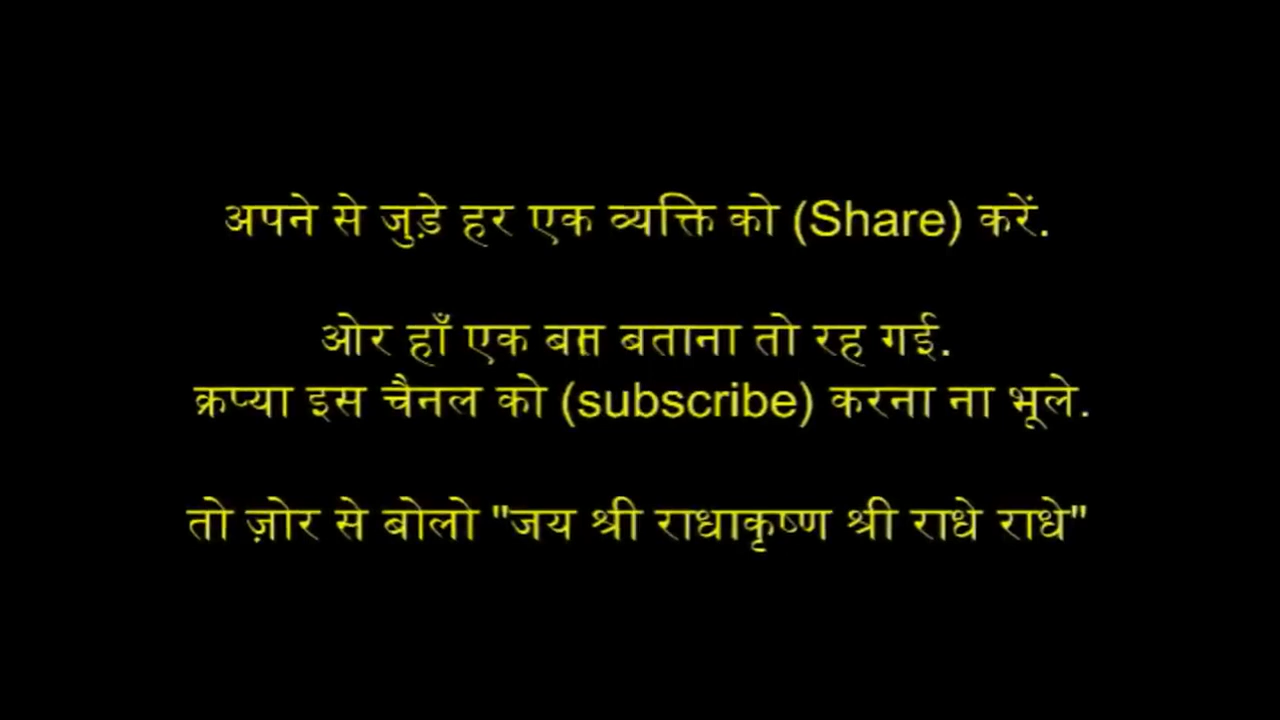 अपने से जुड़े हर एक व्यक्ति को (Share) करें.
ओर हाँ एक बात बताना तो रह गई.
क्रप्या इस चैनल को (subscribe) करना ना भूले.
तो ज़ोर से बोलो "जय श्री राधाकृष्ण श्री राधे राधे"